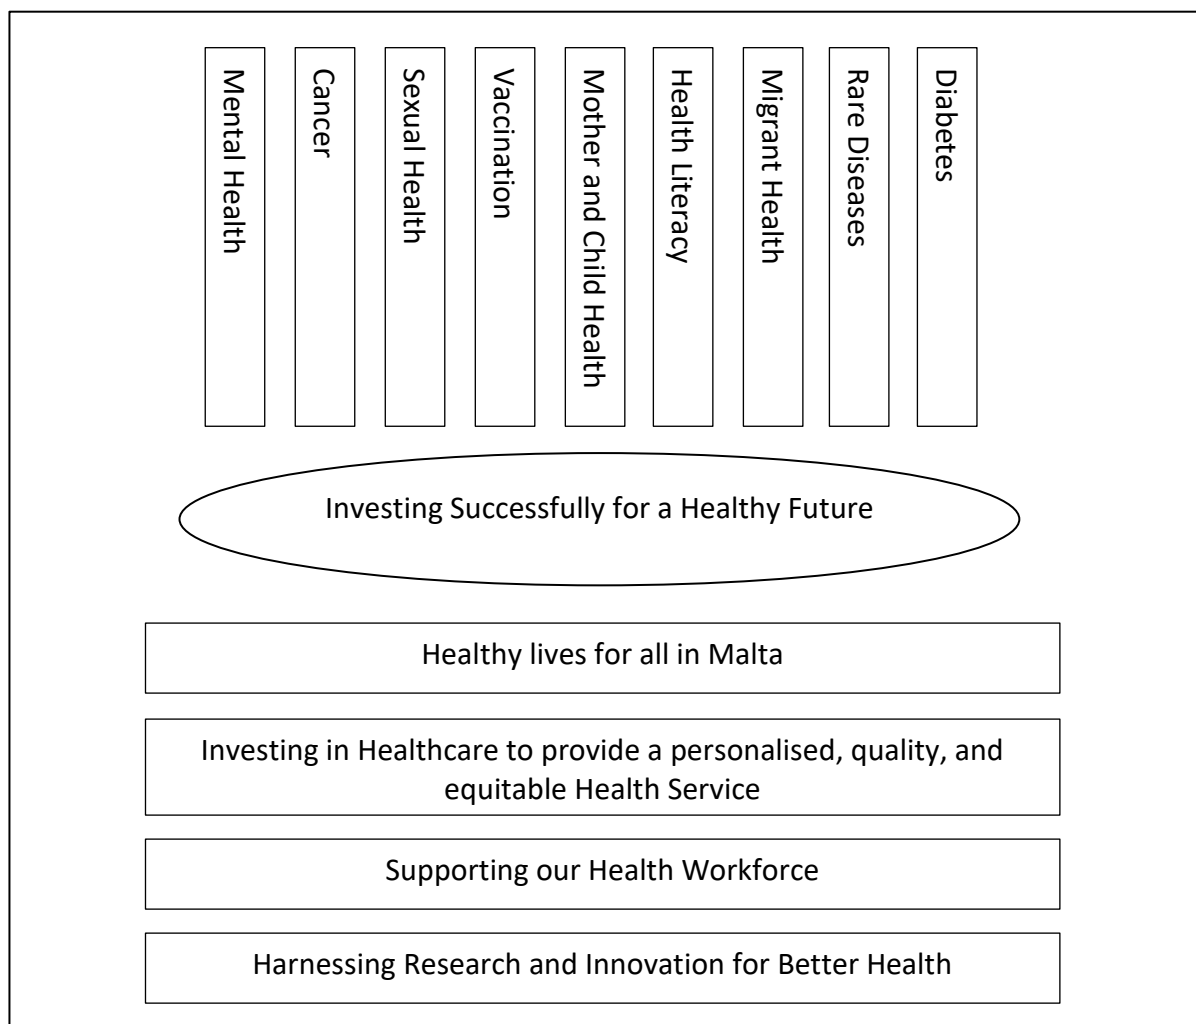 Mental Health
Cancer
Sexual Health
Vaccination
Mother and Child Health
Health Literacy
Migrant Health
Rare Diseases
Diabetes
Investing Successfully for a Healthy Future
Healthy lives for all in Malta
Investing in Healthcare to provide a personalised, quality, and
equitable Health Service
Supporting our Health Workforce
Harnessing Research and Innovation for Better Health